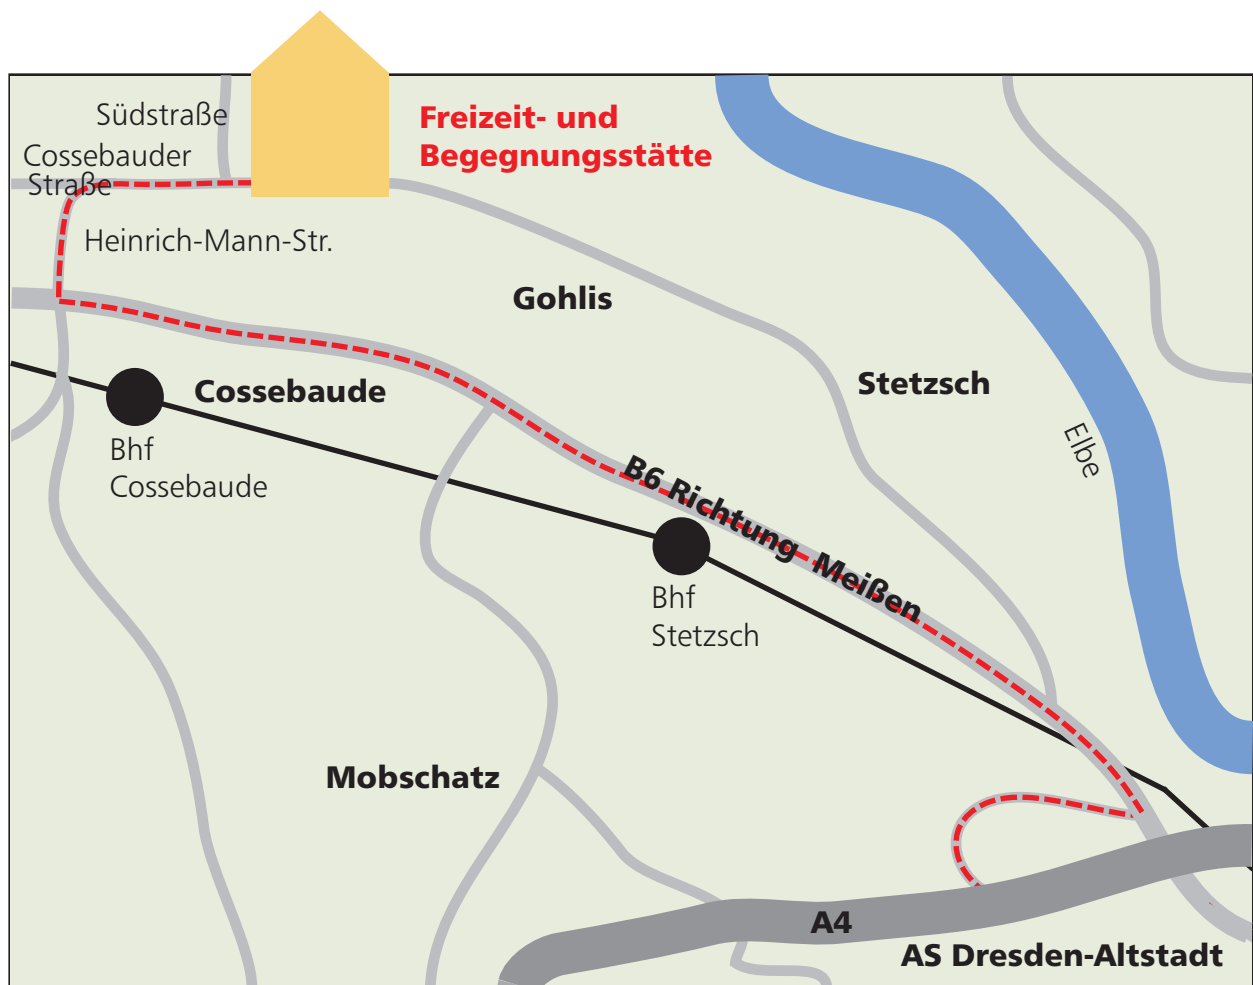 Südstraße
Freizeit- und
Begegnungsstätte
Cossebauder
Straße
Heinrich-Mann-Str.
Gohlis
Stetzsch
Cossebaude
Elbe
Bhf
Cossebaude
B6 Richtung Meißen
Bhf
Stetzsch
Mobschatz
A4
AS Dresden-Altstadt